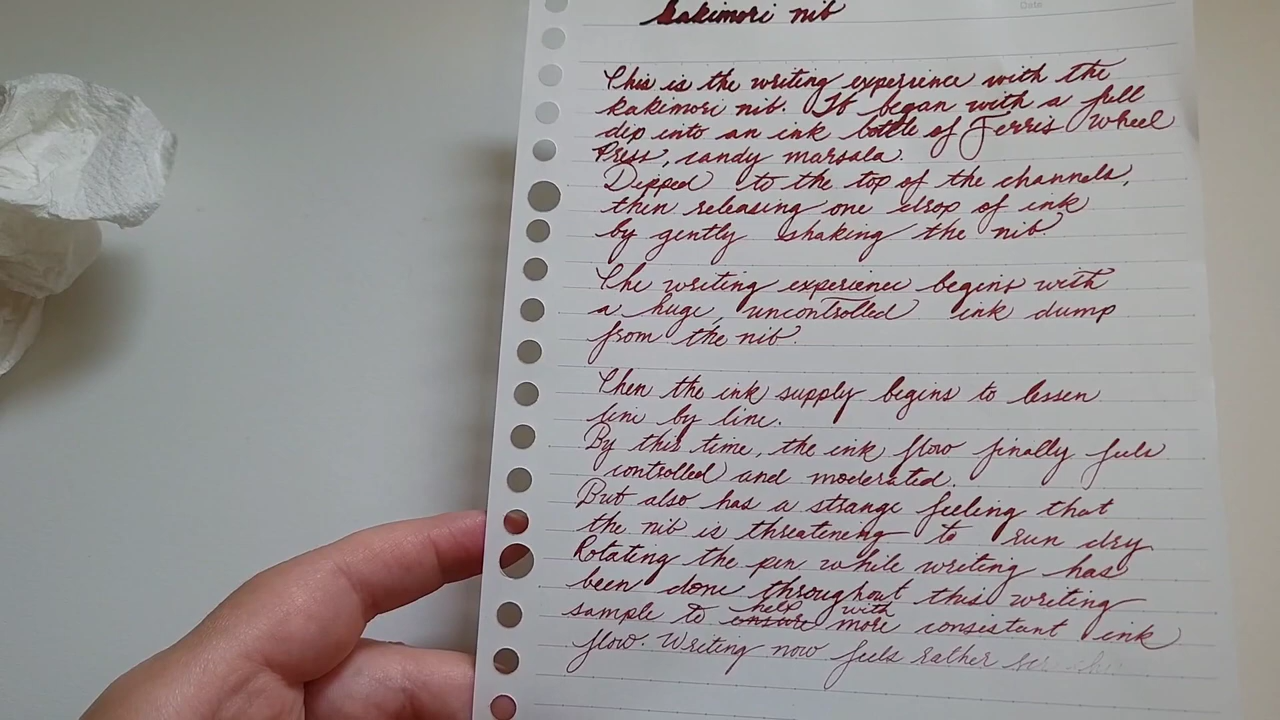 Date
kakimori nib
This is the writing experience with the
kakimori nib. It began with a full
dip into an ink bottle of Ferris Wheel
Press, candy marsala.
Dipped to the top of the channels,
then releasing one drop of ink
by gently shaking the nib.
The writing experience begins with
a huge, uncontrolled ink dump
from the nib.
Then the ink supply begins to lessen
line by line.
By this time, the ink flow finally feels
controlled and moderated.
But also has a strange feeling that
the nib is threatening to run dry
Rotating the pen while writing has
been done throughout this writing
help with
sample to ensure more consistant ink
flow. Writing now feels rather